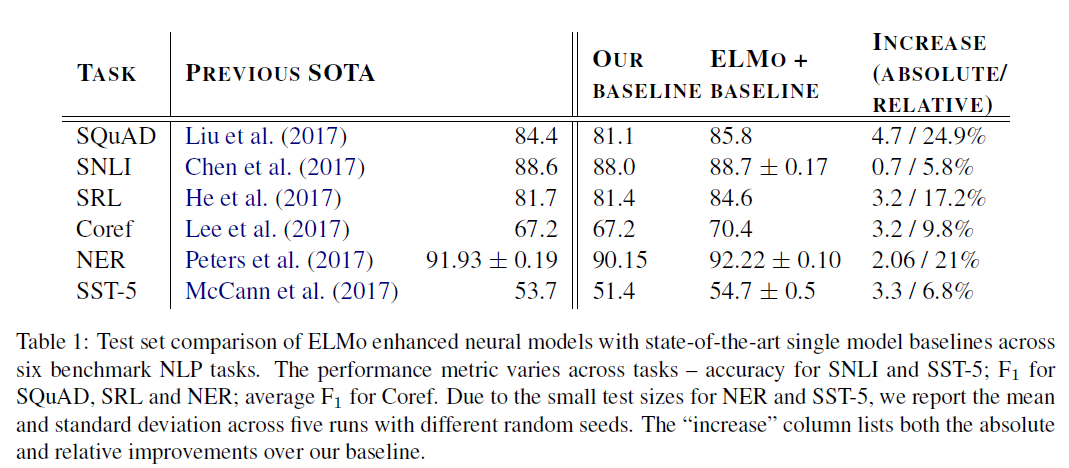 TASK PREVIOUS SOTA OUR BASELINE ELMO + BASELINE INCREASE (ABSOLUTE/ RELATIVE)
SQuAD Liu et al. (2017) 84.4 81.1 85.8 4.7 / 24.9%
SNLI Chen et al. (2017) 88.6 88.0 88.7 ± 0.17 0.7 / 5.8%
SRL He et al. (2017) 81.7 81.4 84.6 3.2 / 17.2%
Coref Lee et al. (2017) 67.2 67.2 70.4 3.2 / 9.8%
NER Peters et al. (2017) 91.93 ± 0.19 90.15 92.22 ± 0.10 2.06 / 21%
SST-5 McCann et al. (2017) 53.7 51.4 54.7 ± 0.5 3.3 / 6.8%
Table 1: Test set comparison of ELMo enhanced neural models with state-of-the-art single model baselines across
six benchmark NLP tasks. The performance metric varies across tasks – accuracy for SNLI and SST-5; F1 for
SQuAD, SRL and NER; average F1 for Coref. Due to the small test sizes for NER and SST-5, we report the mean
and standard deviation across five runs with different random seeds. The “increase” column lists both the absolute
and relative improvements over our baseline.